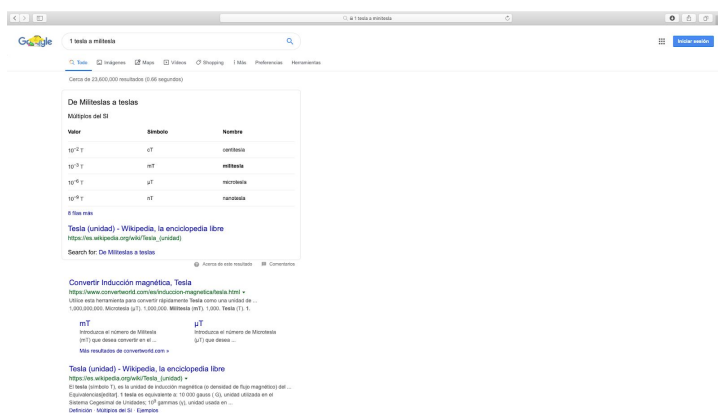 1 tesla a militesla
Google
1 tesla a militesla
Iniciar sesión
Todo Imágenes Maps Vídeos Shopping Más Preferencias Herramientas
Cerca de 23,600,000 resultados (0.66 segundos)
De Militeslas a teslas
Múltiplos del SI
Valor Símbolo Nombre
10⁻² T cT centitesla
10⁻³ T mT militesla
10⁻⁶ T μT microtesla
10⁻⁹ T nT nanotesla
6 filas más
Tesla (unidad) - Wikipedia, la enciclopedia libre
https://es.wikipedia.org/wiki/Tesla_(unidad)
Search for: De Militeslas a teslas
Acerca de este resultado Comentarios
Convertir Inducción magnética, Tesla
https://www.convertworld.com/es/induccion-magnetica/tesla.html
Utilice esta herramienta para convertir rápidamente Tesla como una unidad de ...
1,000,000,000. Microtesla (μT). 1,000,000. Militesla (mT). 1,000. Tesla (T). 1.
mT μT
Introduzca el número de Militesla Introduzca el número de Microtesla
(mT) que desea convertir en el ... (μT) que desea ...
Más resultados de convertworld.com »
Tesla (unidad) - Wikipedia, la enciclopedia libre
https://es.wikipedia.org/wiki/Tesla_(unidad)
El tesla (símbolo T), es la unidad de inducción magnética (o densidad de flujo magnético) del ...
Equivalencias[editar]. 1 tesla es equivalente a: 10 000 gauss ( G), unidad utilizada en el
Sistema Cegesimal de Unidades; 10⁹ gammas (γ), unidad usada en ...
Definición · Múltiplos del SI · Ejemplos